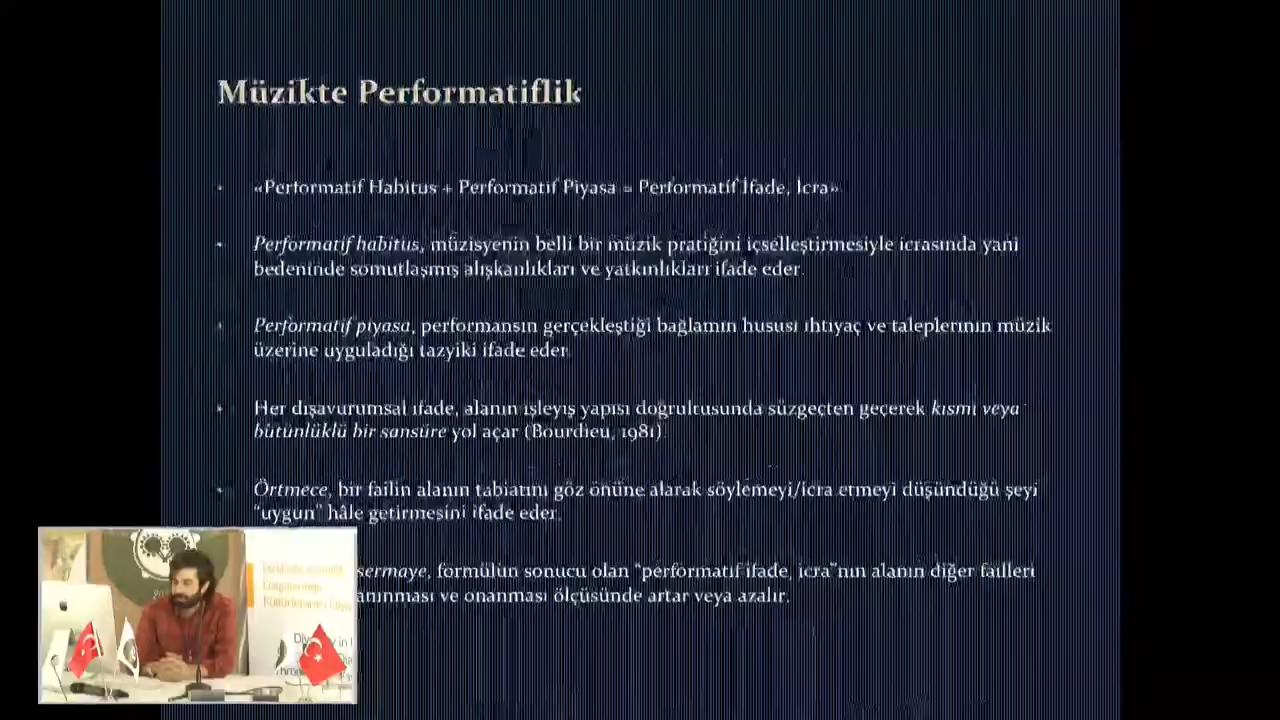 Müzikte Performatiflik
«Performatif Habitus + Performatif Piyasa = Performatif İfade, İcra»
Performatif habitus, müzisyenin belli bir müzik pratiğini içselleştirmesiyle icrasında yani
bedeninde somutlaşmış alışkanlıkları ve yatkınlıkları ifade eder.
Performatif piyasa, performansın gerçekleştiği bağlamın hususi ihtiyaç ve taleplerinin müzik
üzerine uyguladığı tazyiki ifade eder.
Her dışavurumsal ifade, alanın işleyiş yapısı doğrultusunda süzgeçten geçerek kısmi veya
bütünlüklü bir sansüre yol açar (Bourdieu, 1981).
Örtmece, bir failin alanın tabiatını göz önüne alarak söylemeyi/icra etmeyi düşündüğü şeyi
"uygun" hâle getirmesini ifade eder.
sermaye, formülün sonucu olan "performatif ifade, icra"nın alanın diğer failleri
anınması ve onanması ölçüsünde artar veya azalır.